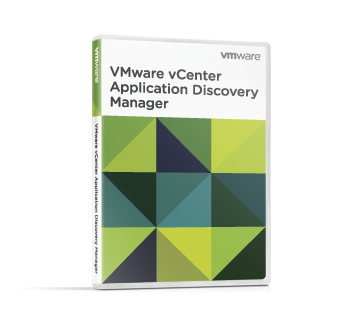 vmware
VMware vCenter
Application Discovery
Manager
vmware
VMware vCenter Application Discovery Manager